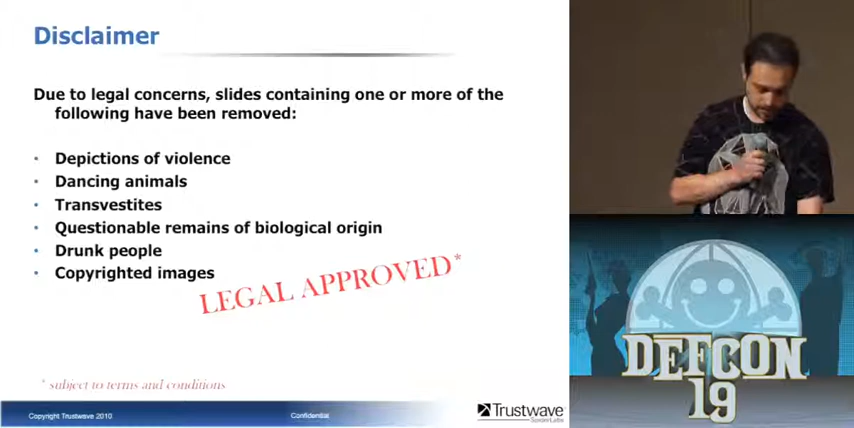 Disclaimer
Due to legal concerns, slides containing one or more of the
following have been removed:
• Depictions of violence
• Dancing animals
• Transvestites
• Questionable remains of biological origin
• Drunk people
• Copyrighted images
LEGAL APPROVED*
* subject to terms and conditions
Copyright Trustwave 2010
Confidential
Trustwave
SpiderLabs
DEFCON
19